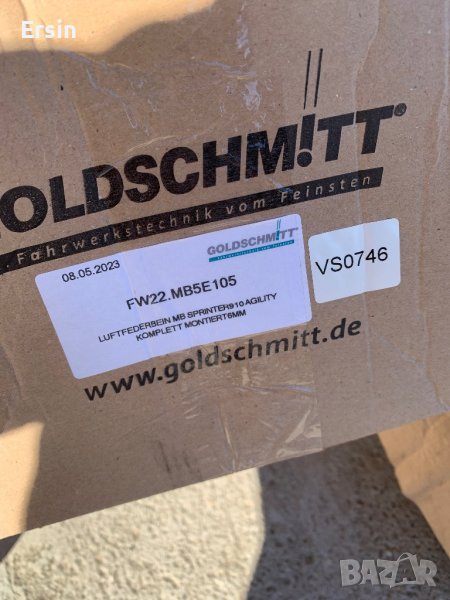 Ersin
GOLDSCHMITT®
Fahrwerkstechnik vom Feinsten
08.05.2023
GOLDSCHMITT
FW22.MB5E105
LUFTFEDERBEIN MB SPRINTER910 AGILITY
KOMPLETT MONTIERT6MM
VS0746
www.goldschmitt.de
BAZAR